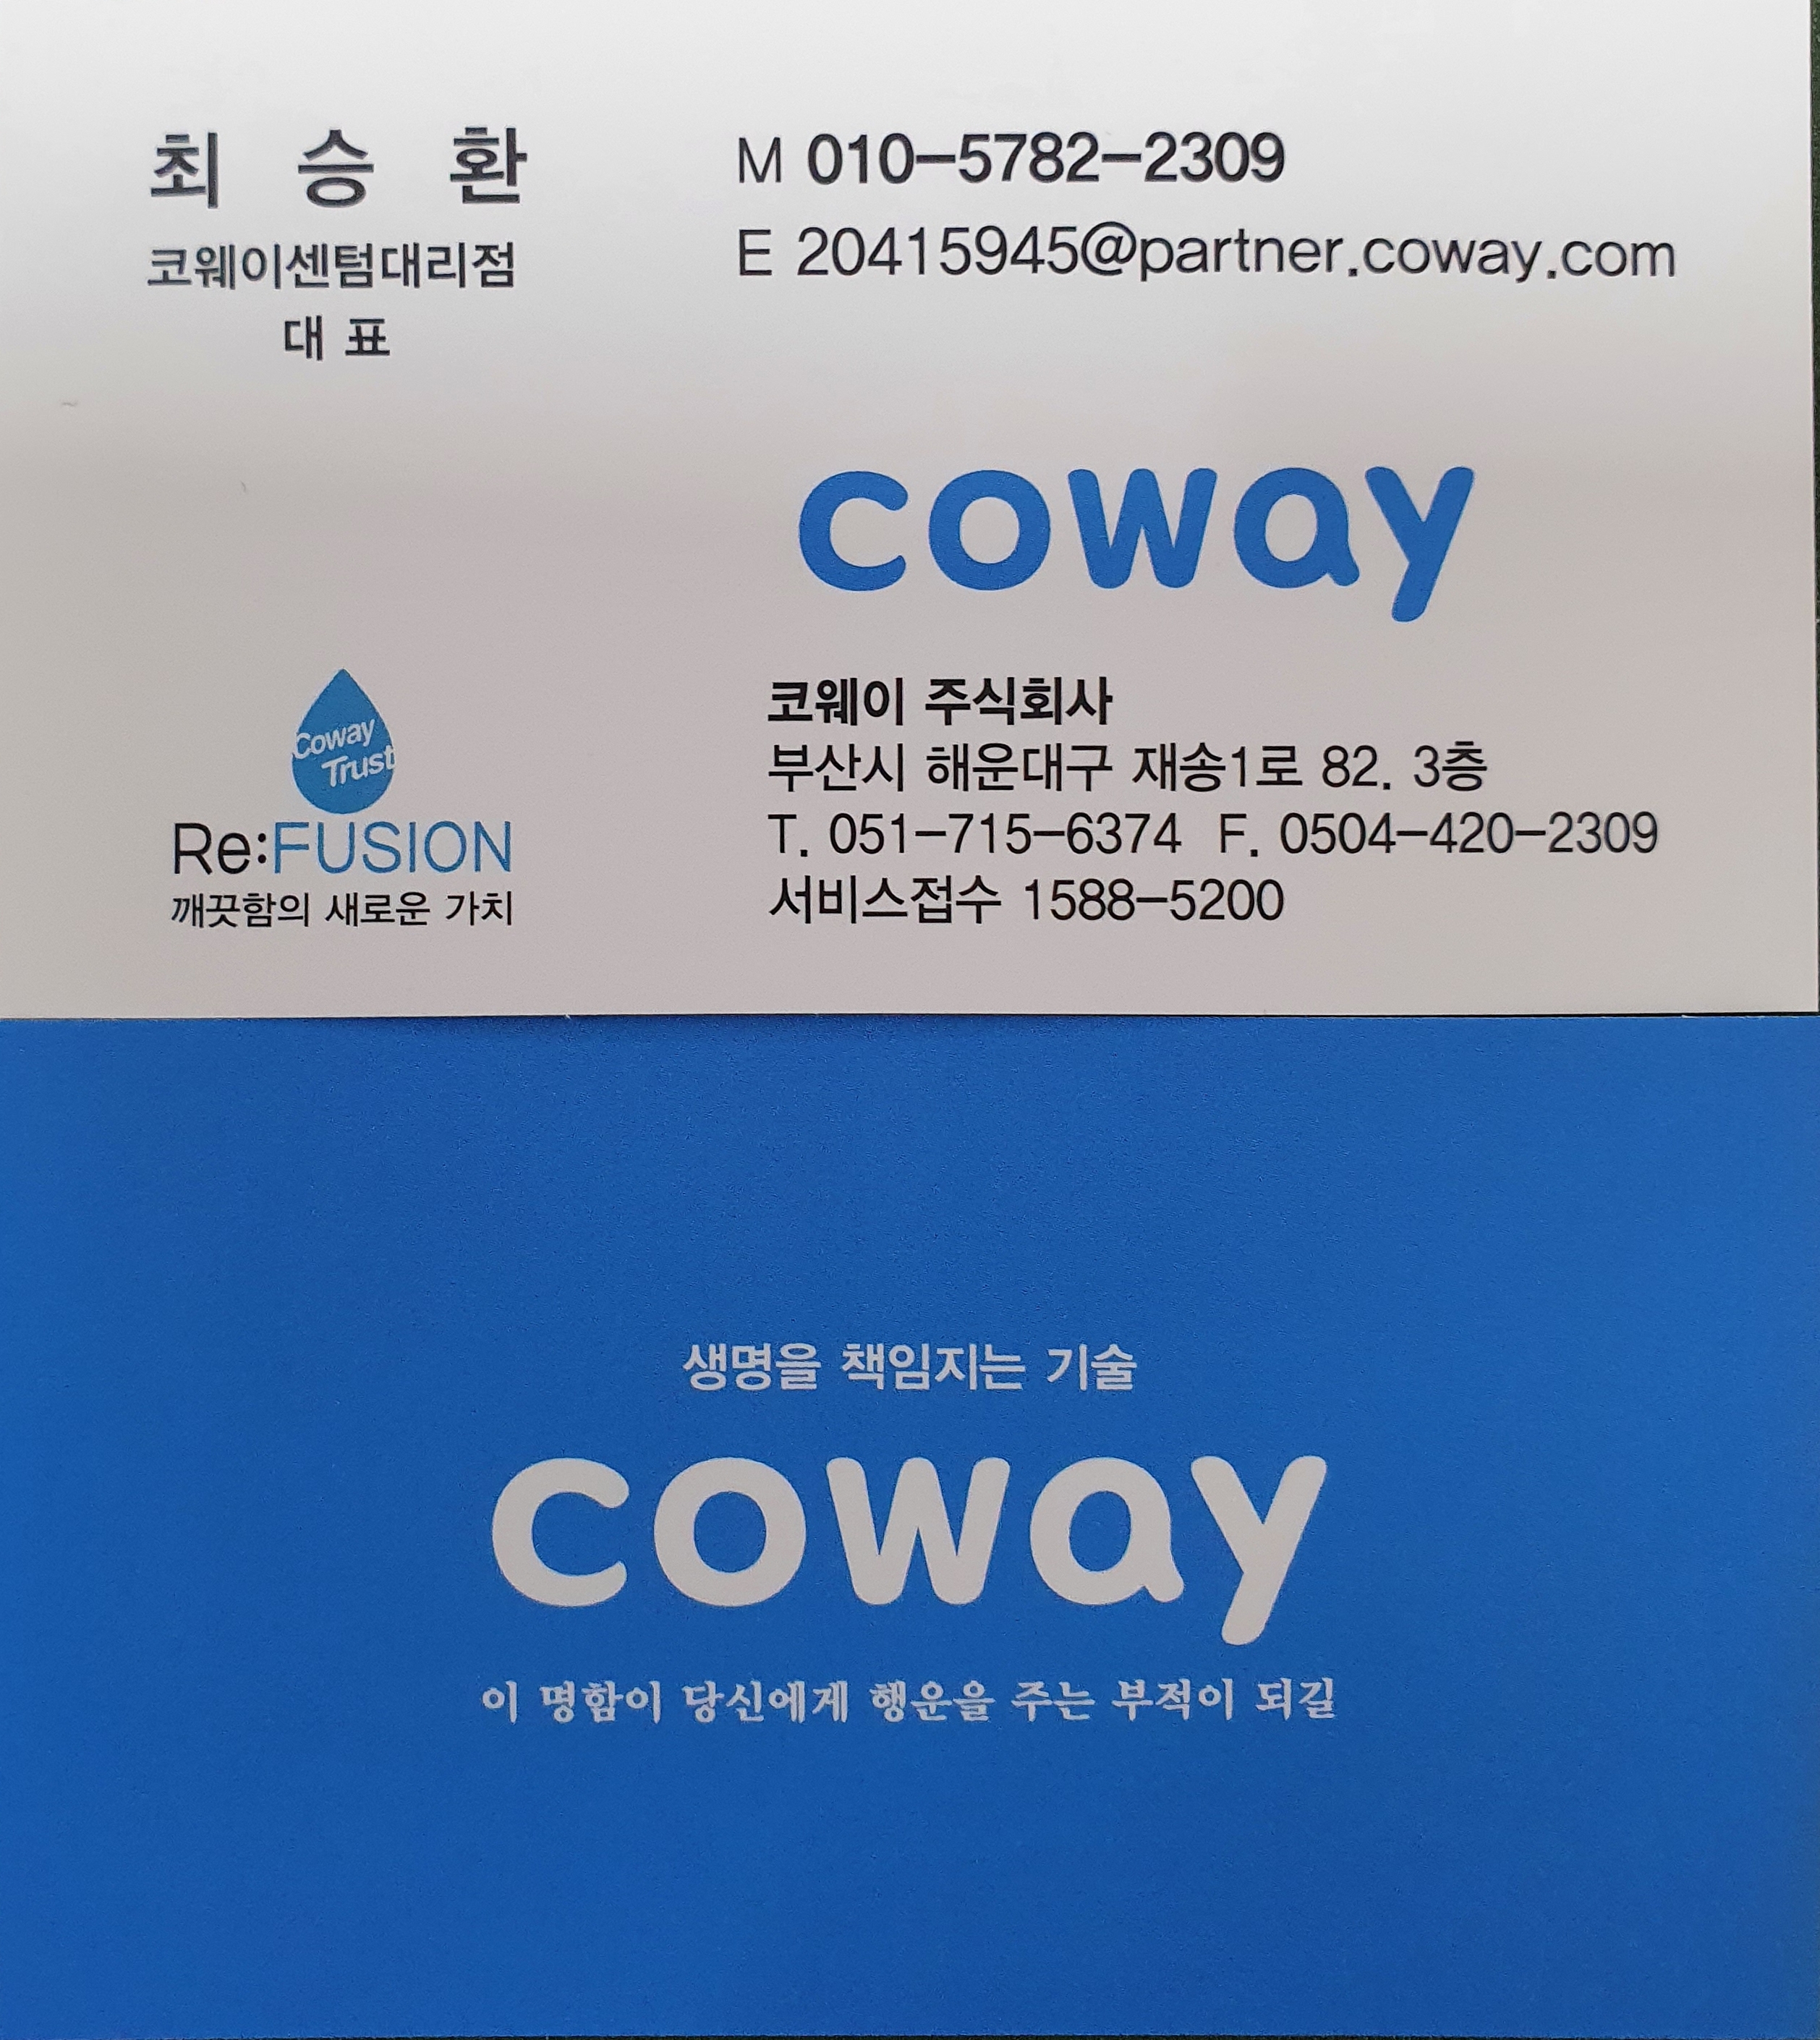 최 승 환
코웨이센텀대리점
대 표
M 010-5782-2309
E 20415945@partner.coway.com
coway
Coway
Trust
Re:FUSION
깨끗함의 새로운 가치
코웨이 주식회사
부산시 해운대구 재송1로 82. 3층
T. 051-715-6374 F. 0504-420-2309
서비스접수 1588-5200
생명을 책임지는 기술
coway
이 명함이 당신에게 행운을 주는 부적이 되길